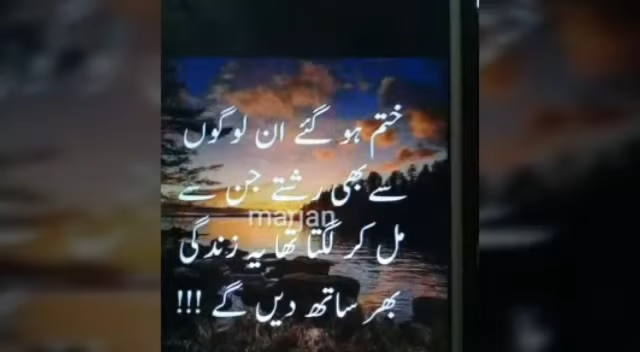 ختم ہو گئے ان لوگوں
سے بھی رشتے جن سے
marjan
مل کر لگتا تھا یہ زندگی
بھر ساتھ دیں گے !!!